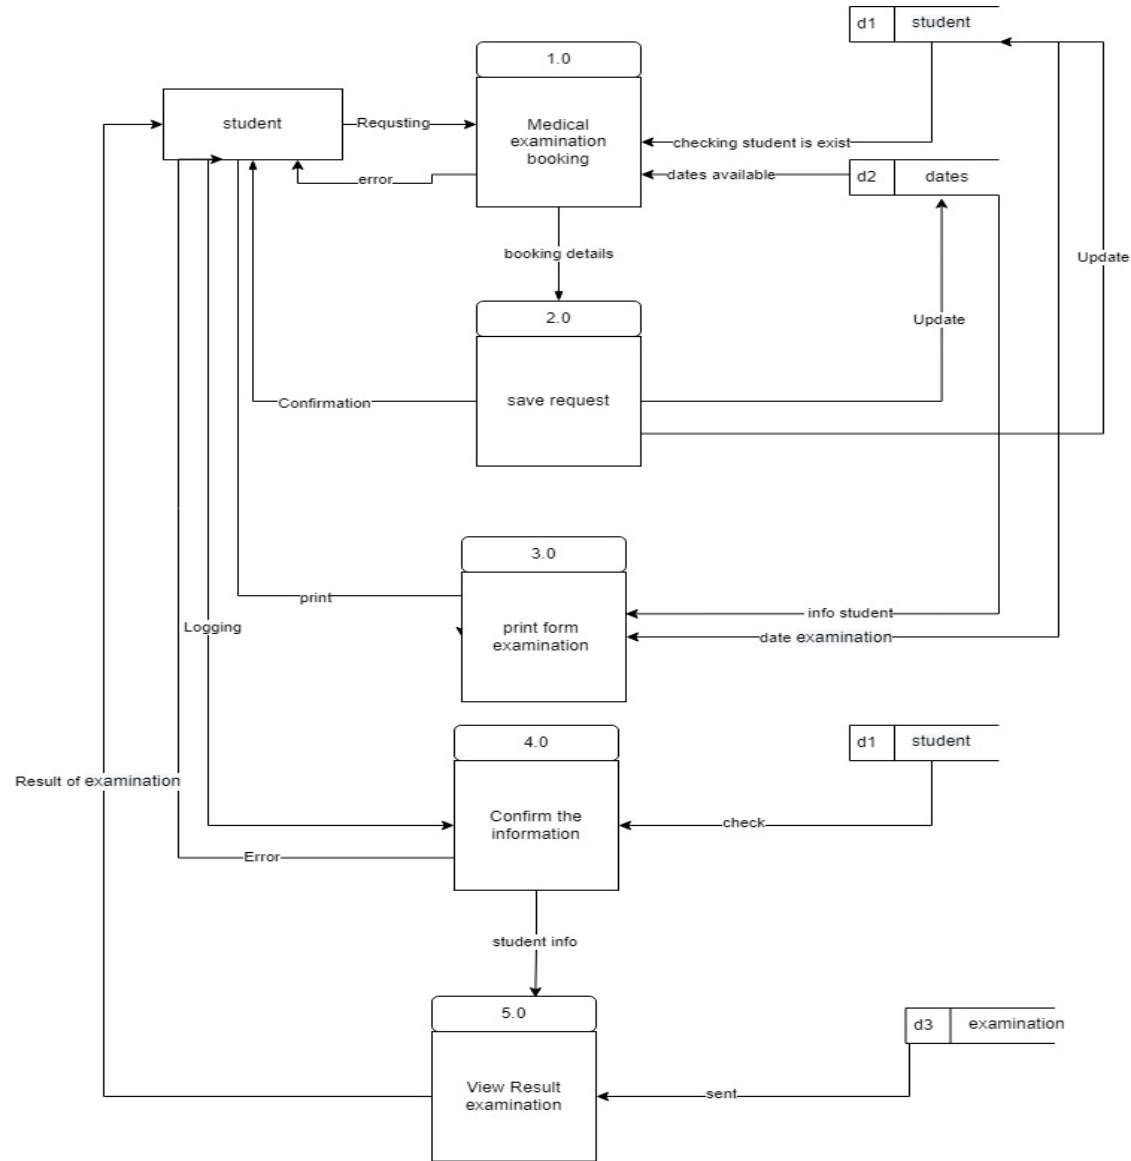 d1 student
1.0
student
Requsting
Medical
examination
booking
checking student is exist
error
dates available
d2 dates
booking details
Update
2.0
Update
save request
Confirmation
3.0
print
info student
Logging
print form
examination
date examination
4.0
d1 student
Result of examination
Confirm the
information
check
Error
student info
5.0
d3 examination
View Result
examination
sent